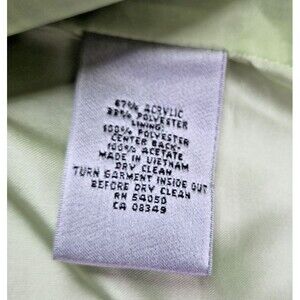 67% ACRYLIC
33% POLYESTER
LINING:
100% POLYESTER
CENTER BACK-
100% ACETATE
MADE IN VIETNAM
DRY CLEAN
TURN GARMENT INSIDE OUT
BEFORE DRY CLEAN
RN 54050
CA 08349